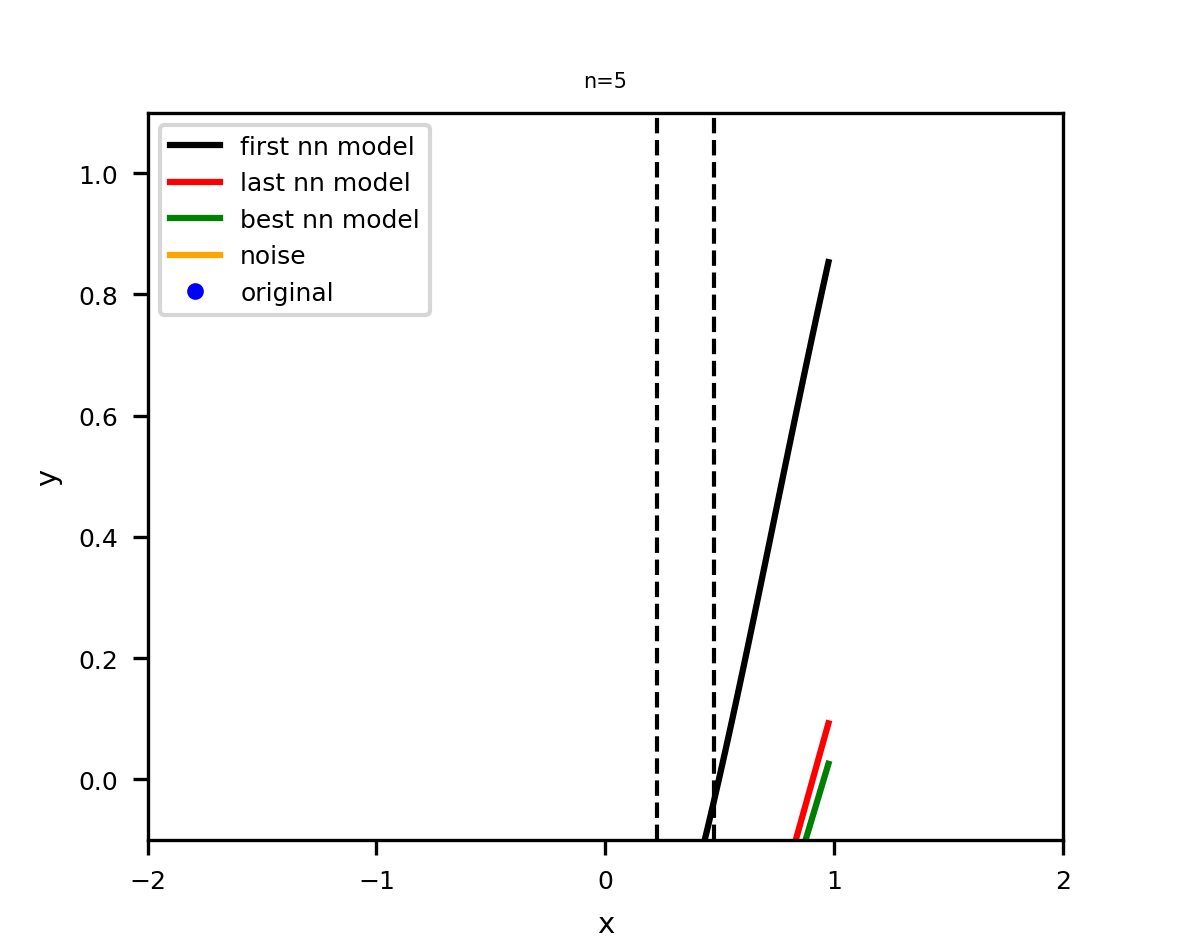 n=5
first nn model
last nn model
best nn model
noise
original
1.0
0.8
0.6
0.4
0.2
0.0
y
−2
−1
0
1
2
x